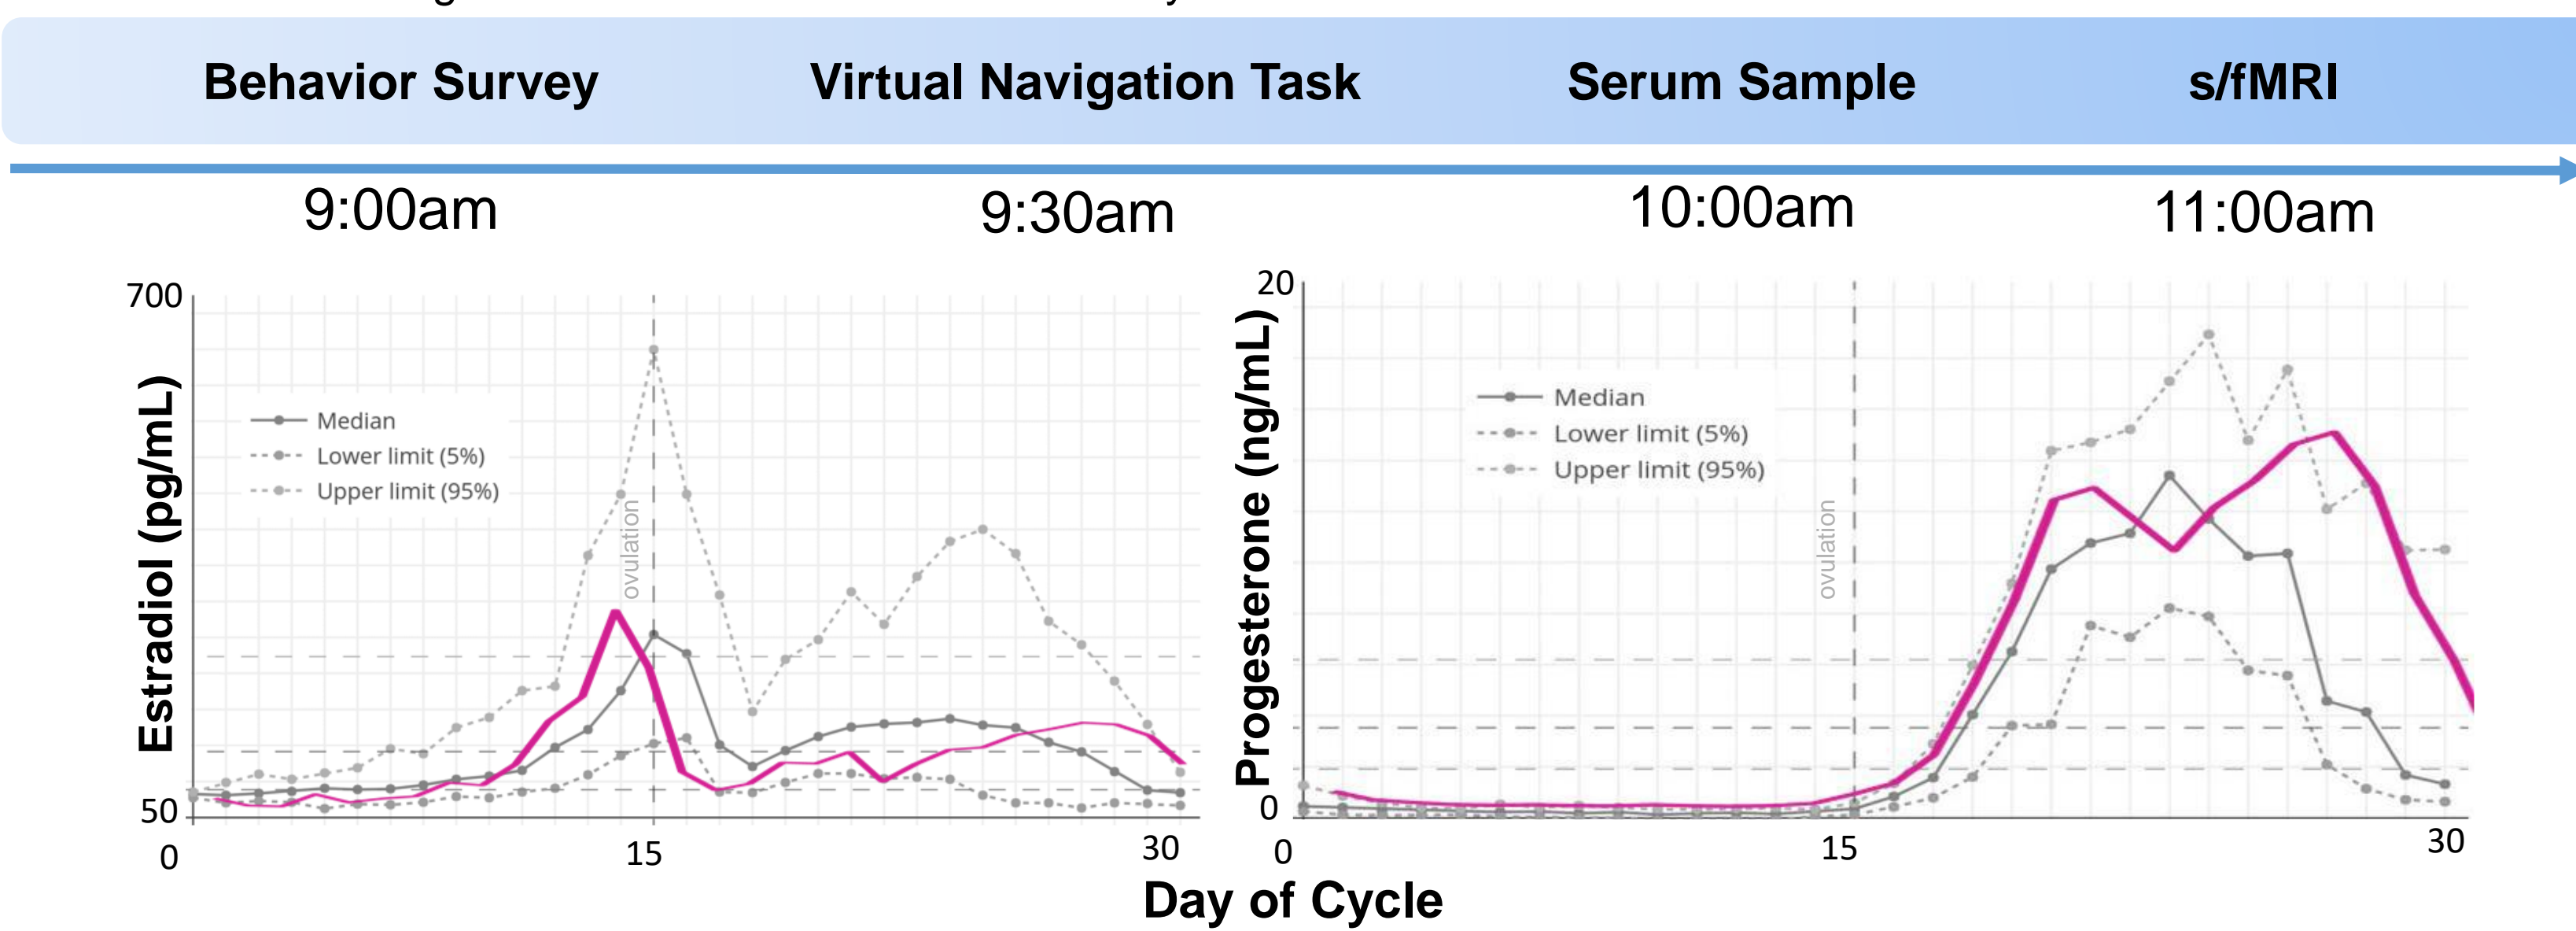 Behavior Survey
Virtual Navigation Task
Serum Sample
s/fMRI
9:00am
9:30am
10:00am
11:00am
Estradiol (pg/mL)
700
50
Median
Lower limit (5%)
Upper limit (95%)
ovulation
0
15
30
Progesterone (ng/mL)
20
0
Median
Lower limit (5%)
Upper limit (95%)
ovulation
0
15
30
Day of Cycle